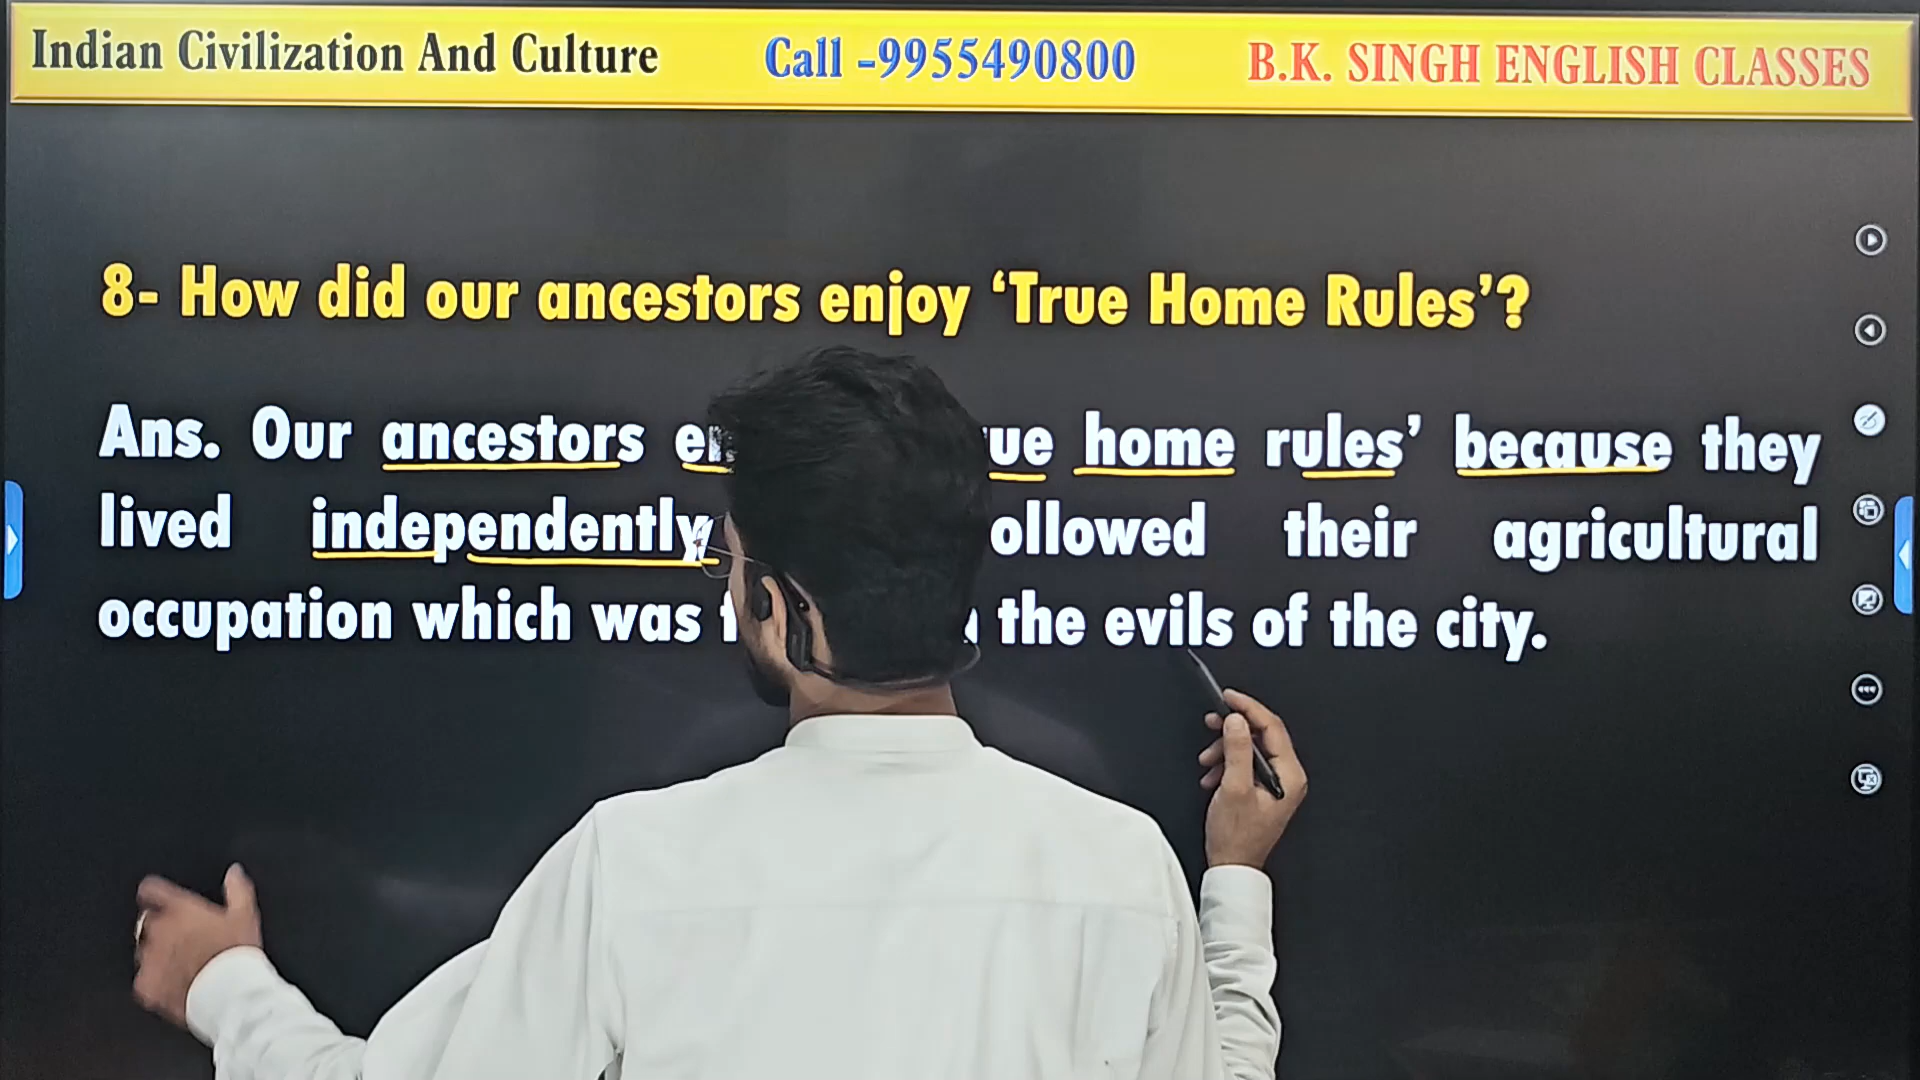 Indian Civilization And Culture Call -9955490800 B.K. SINGH ENGLISH CLASSES
8- How did our ancestors enjoy ‘True Home Rules’?
Ans. Our ancestors home rules’ because they
lived independently their agricultural
occupation which was the evils of the city.